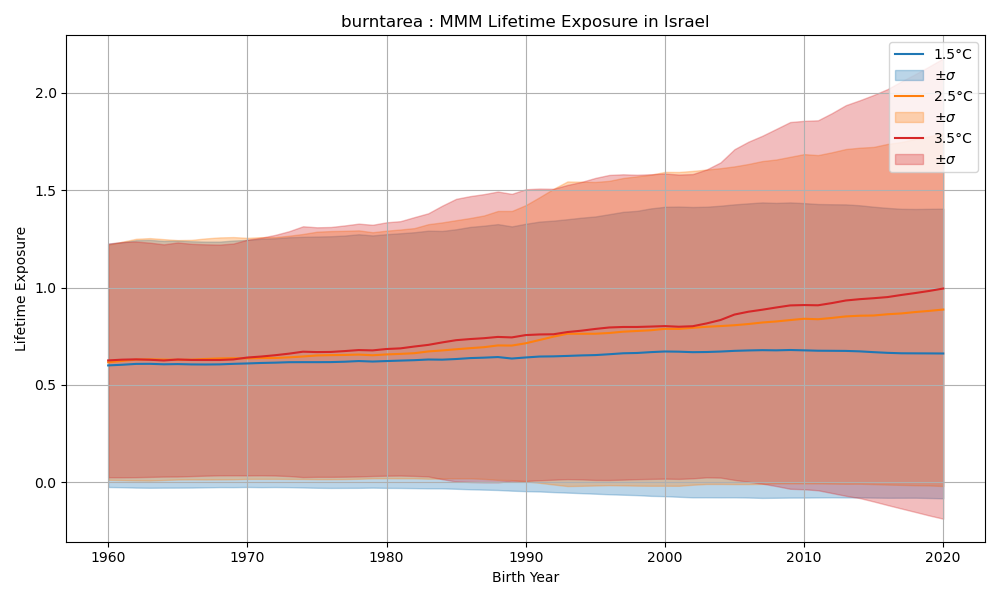 burntarea : MMM Lifetime Exposure in Israel
1.5°C
±σ
2.5°C
±σ
3.5°C
±σ
Lifetime Exposure
2.0
1.5
1.0
0.5
0.0
1960 1970 1980 1990 2000 2010 2020
Birth Year